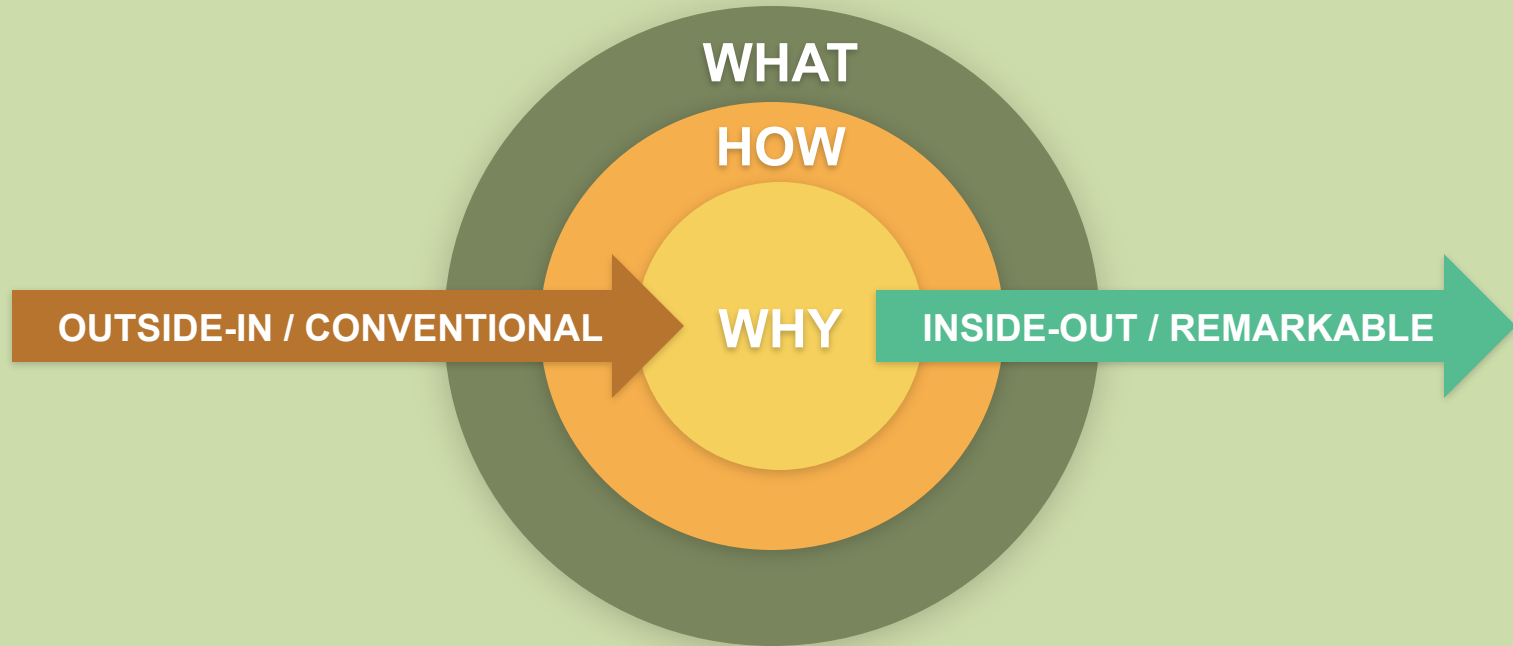 WHAT
HOW
OUTSIDE-IN / CONVENTIONAL
WHY
INSIDE-OUT / REMARKABLE